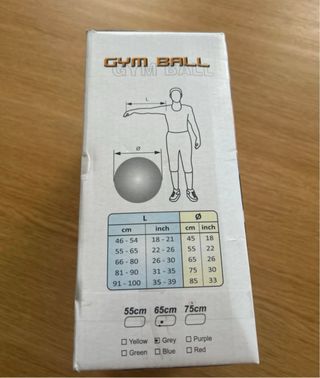 GYM BALL
GYM BALL
L
Ø
L Ø
cm inch cm inch
46 - 54 18 - 21 45 18
55 - 65 22 - 26 55 22
66 - 80 26 - 30 65 26
81 - 90 31 - 35 75 30
91 - 100 35 - 39 85 33
55cm 65cm 75cm
Yellow Grey Purple
Green Blue Red